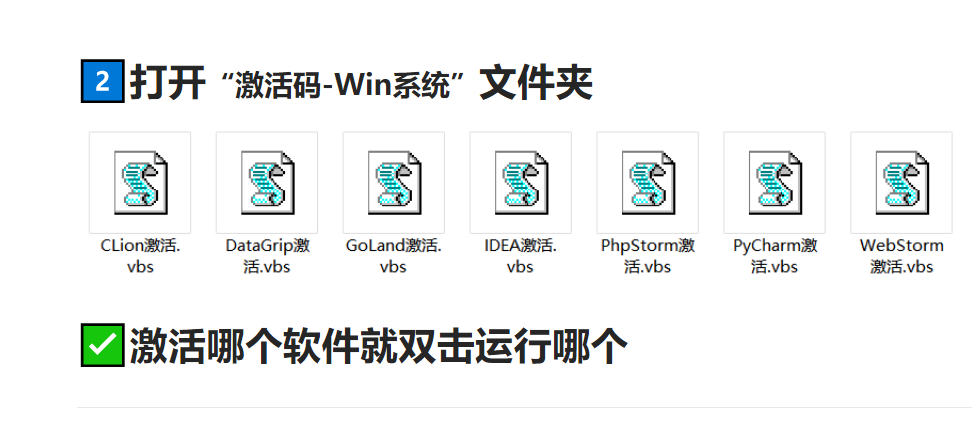 2 打开“激活码-Win系统”文件夹
CLion激活.
vbs
DataGrip激
活.vbs
GoLand激活.
vbs
IDEA激活.
vbs
PhpStorm激
活.vbs
PyCharm激
活.vbs
WebStorm
激活.vbs
✅激活哪个软件就双击运行哪个